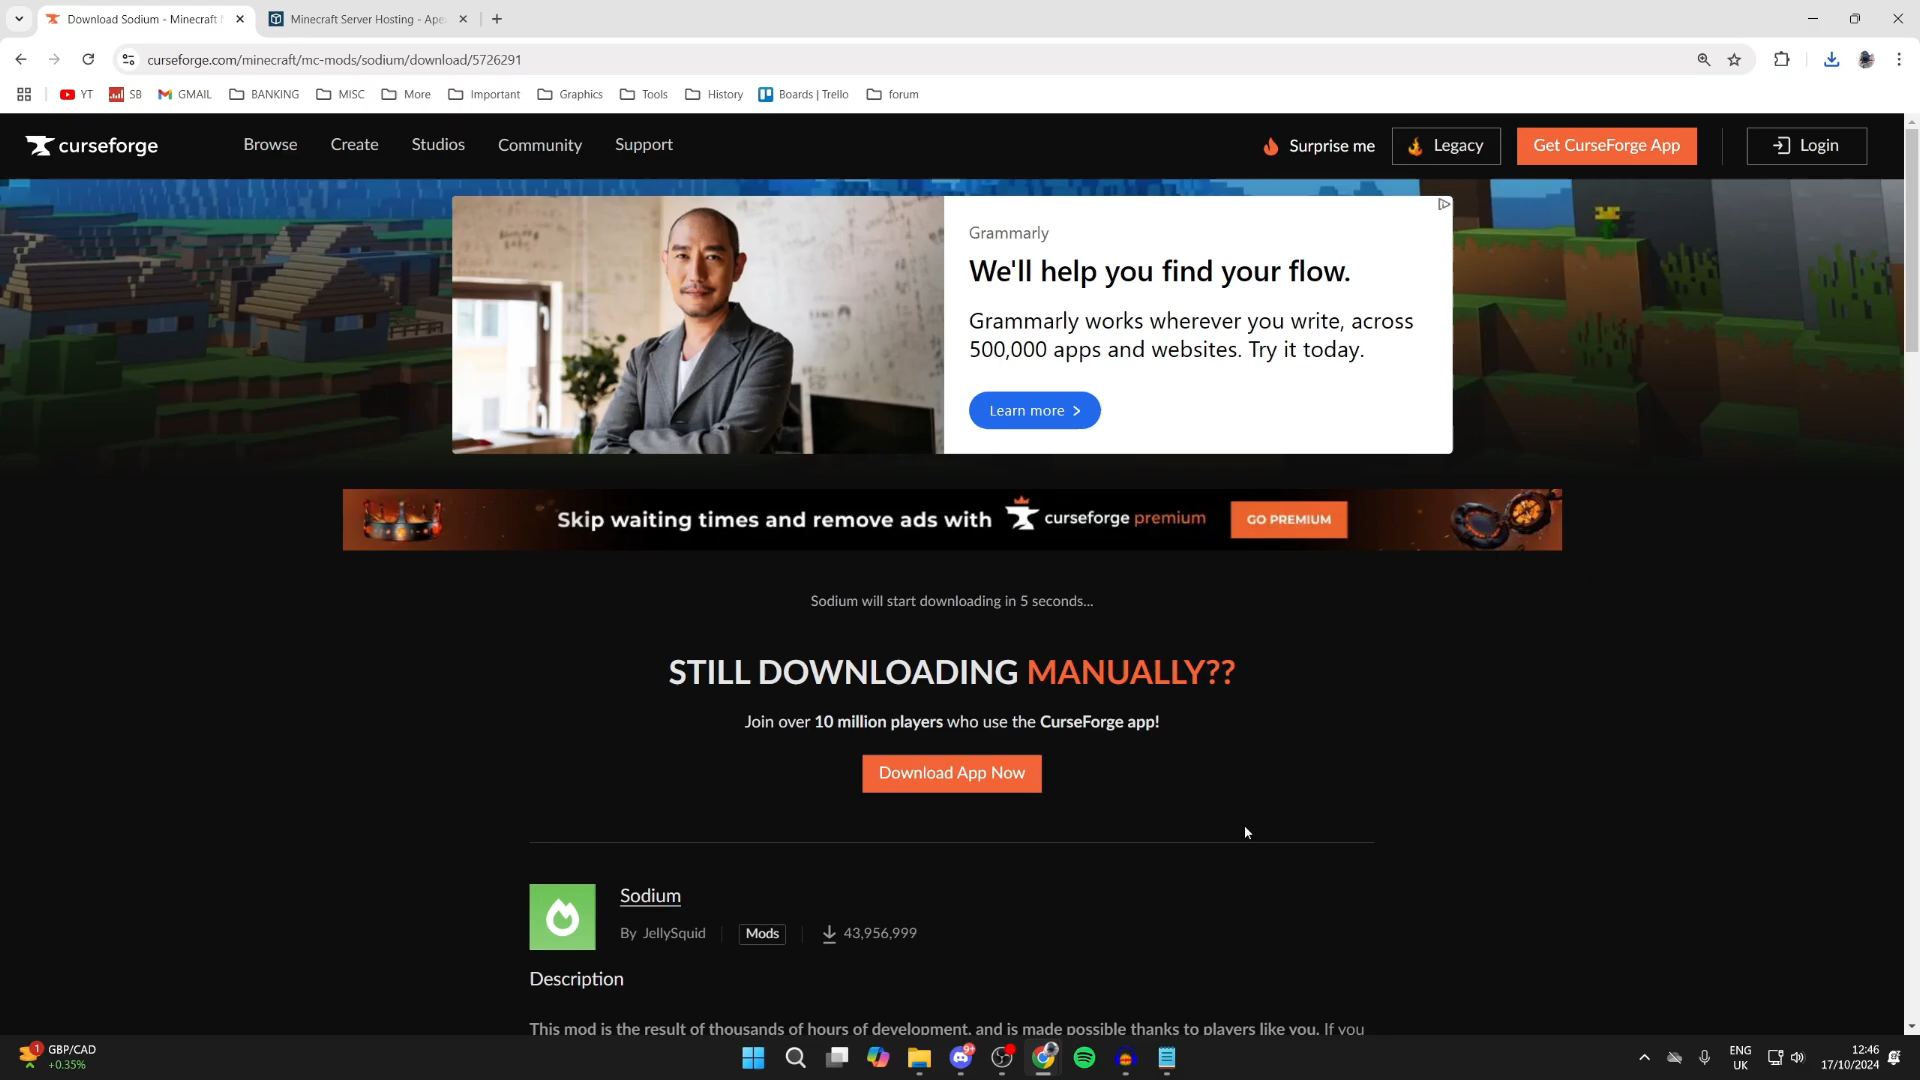 Download Sodium - Minecraft
Minecraft Server Hosting - Ape
curseforge.com/minecraft/mc-mods/sodium/download/5726291
YT SB GMAIL BANKING MISC More Important Graphics Tools History Boards | Trello forum
curseforge Browse Create Studios Community Support Surprise me Legacy Get CurseForge App Login
Grammarly
We'll help you find your flow.
Grammarly works wherever you write, across
500,000 apps and websites. Try it today.
Learn more >
Skip waiting times and remove ads with curseforge premium GO PREMIUM
Sodium will start downloading in 5 seconds...
STILL DOWNLOADING MANUALLY??
Join over 10 million players who use the CurseForge app!
Download App Now
Sodium
By JellySquid Mods 43,956,999
Description
This mod is the result of thousands of hours of development, and is made possible thanks to players like you. If you
1 GBP/CAD
+0.35%
9+
ENG
UK
12:46
17/10/2024